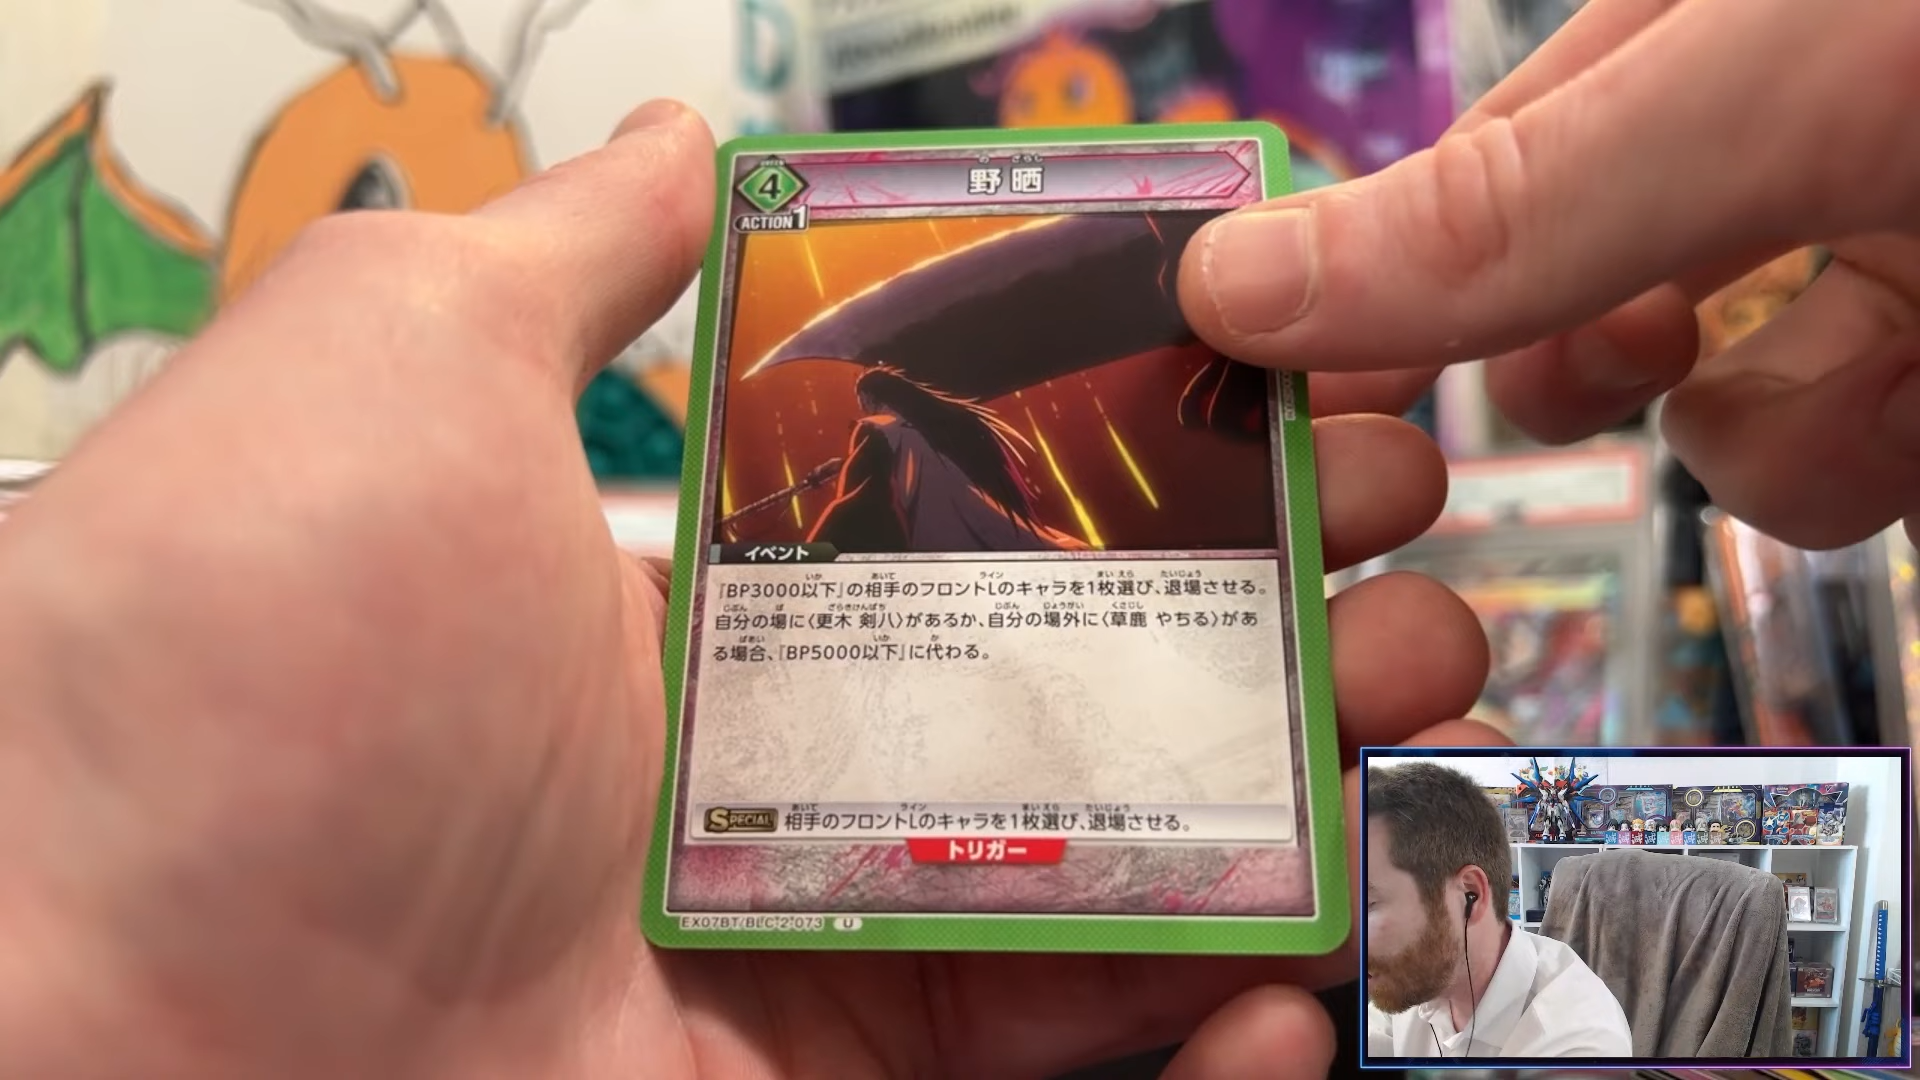 の ざらし
GREEN
4
野晒
ACTION 1
イベント
『BP3000以下』の相手のフロントLのキャラを1枚選び、退場させる。
自分の場に〈更木 剣八〉があるか、自分の場外に〈草鹿 やちる〉があ
る場合、『BP5000以下』に代わる。
SPECIAL 相手のフロントLのキャラを1枚選び、退場させる。
トリガー
EX07BT/BLC-2-073 U